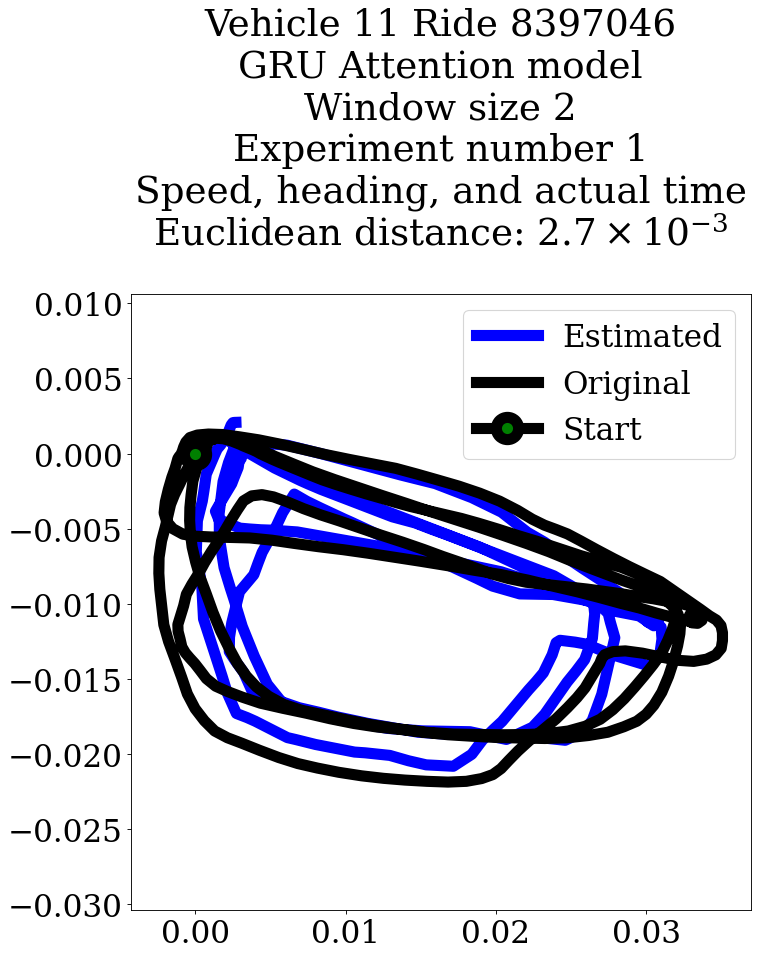 Vehicle 11 Ride 8397046
GRU Attention model
Window size 2
Experiment number 1
Speed, heading, and actual time
Euclidean distance: 2.7 × 10⁻³
0.010
0.005
0.000
−0.005
−0.010
−0.015
−0.020
−0.025
−0.030
Estimated
Original
Start
0.00 0.01 0.02 0.03